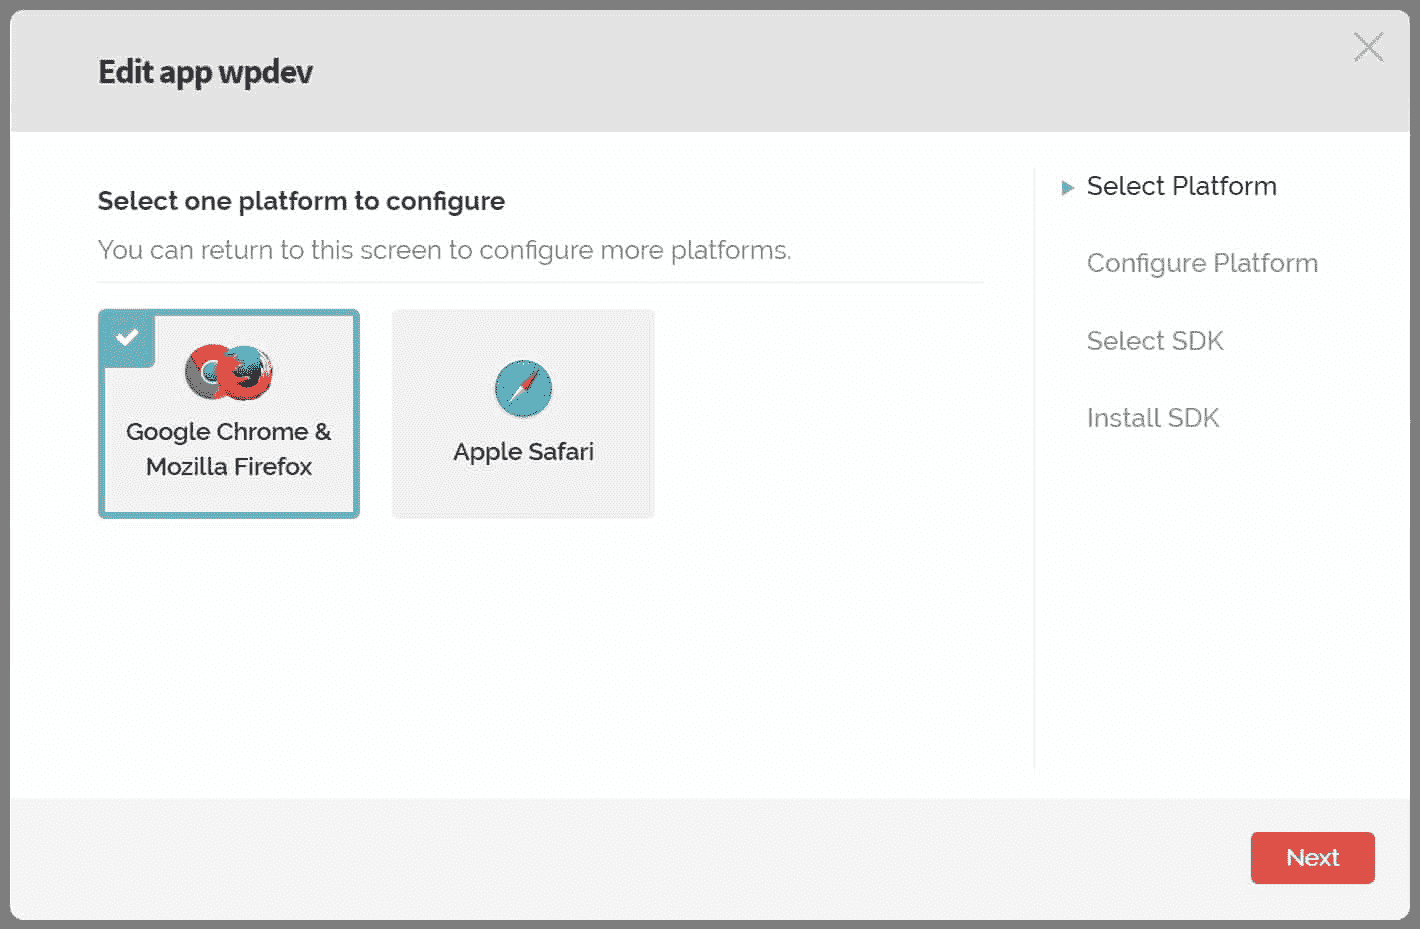 Edit app wpdev
Select one platform to configure
You can return to this screen to configure more platforms.
Google Chrome &
Mozilla Firefox
Apple Safari
Select Platform
Configure Platform
Select SDK
Install SDK
Next